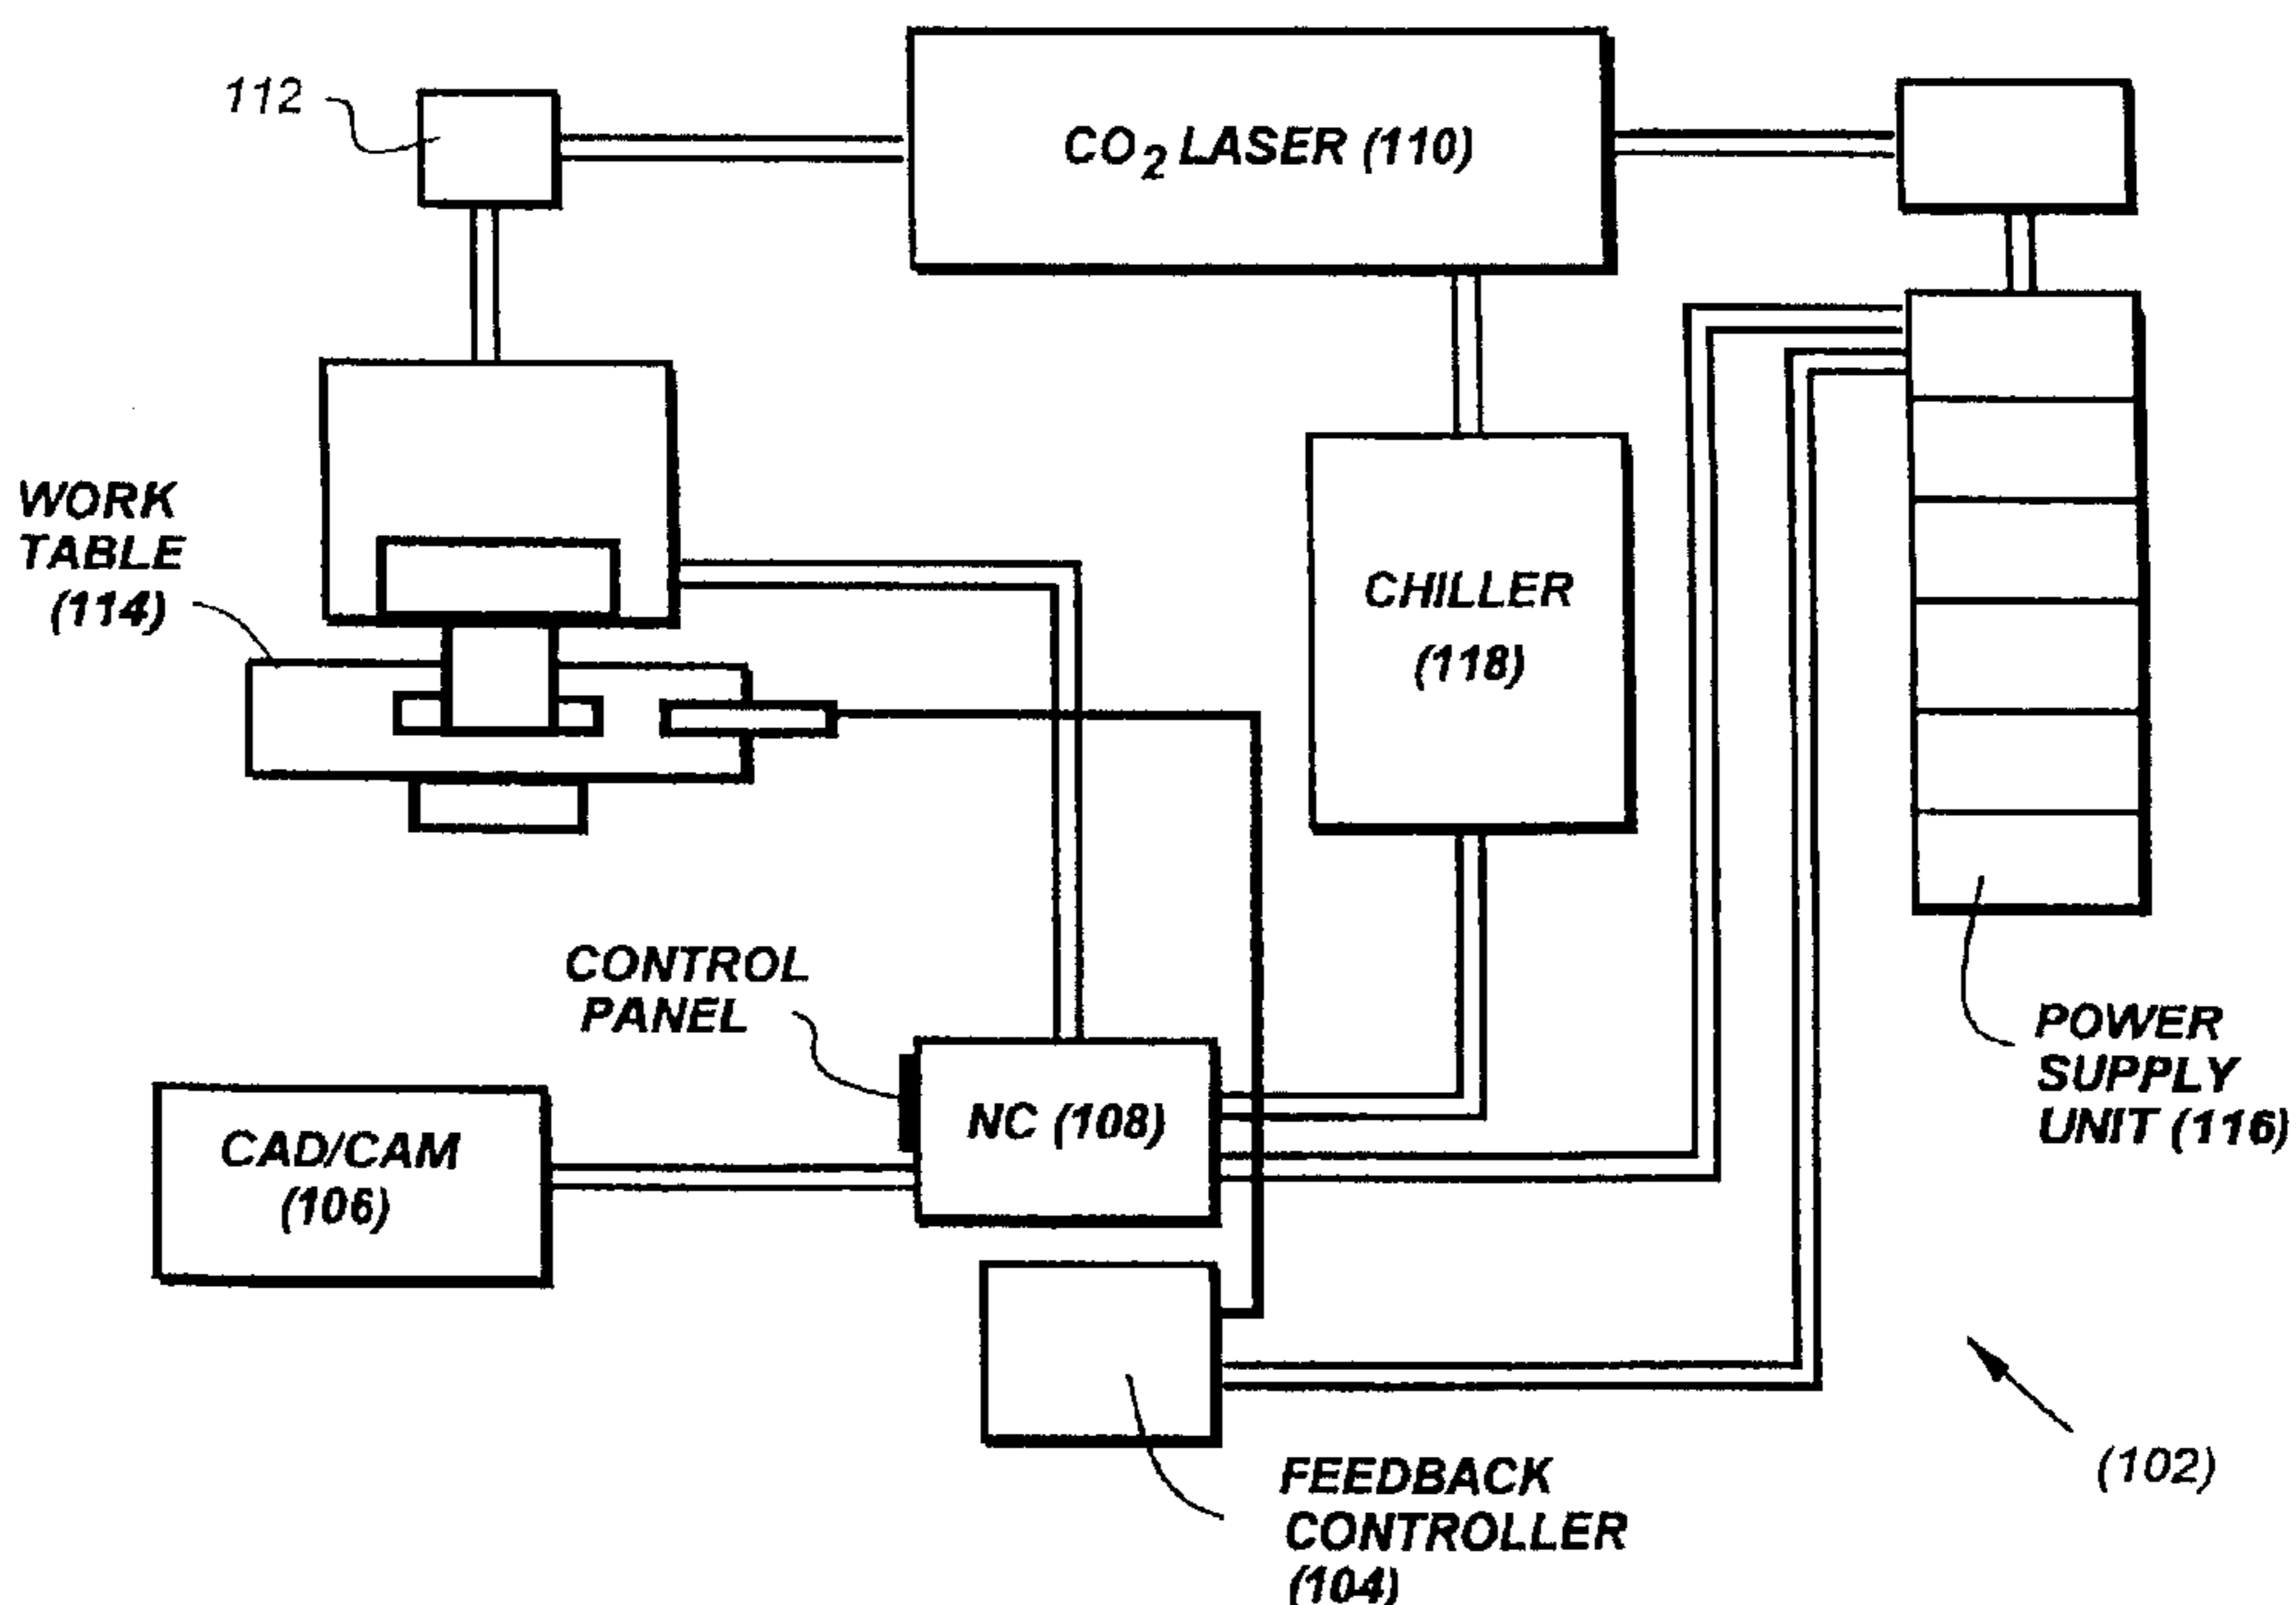 112
CO2 LASER (110)
WORK
TABLE
(114)
CHILLER
(118)
CONTROL
PANEL
POWER
SUPPLY
UNIT (116)
NC (108)
CAD/CAM
(106)
FEEDBACK
CONTROLLER
(104)
(102)